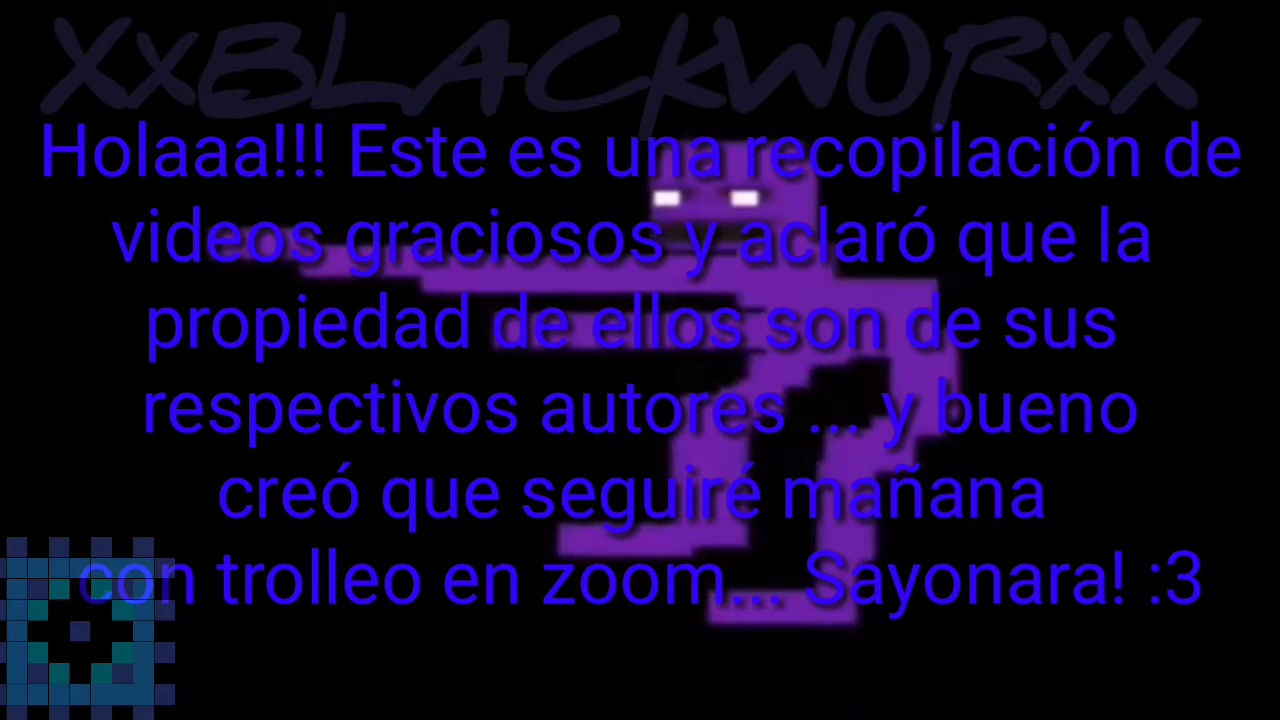 XxBLACKWORxX
Holaaa!!! Este es una recopilación de
videos graciosos y aclaró que la
propiedad de ellos son de sus
respectivos autores ... y bueno
creó que seguiré mañana
con trolleo en zoom... Sayonara! :3